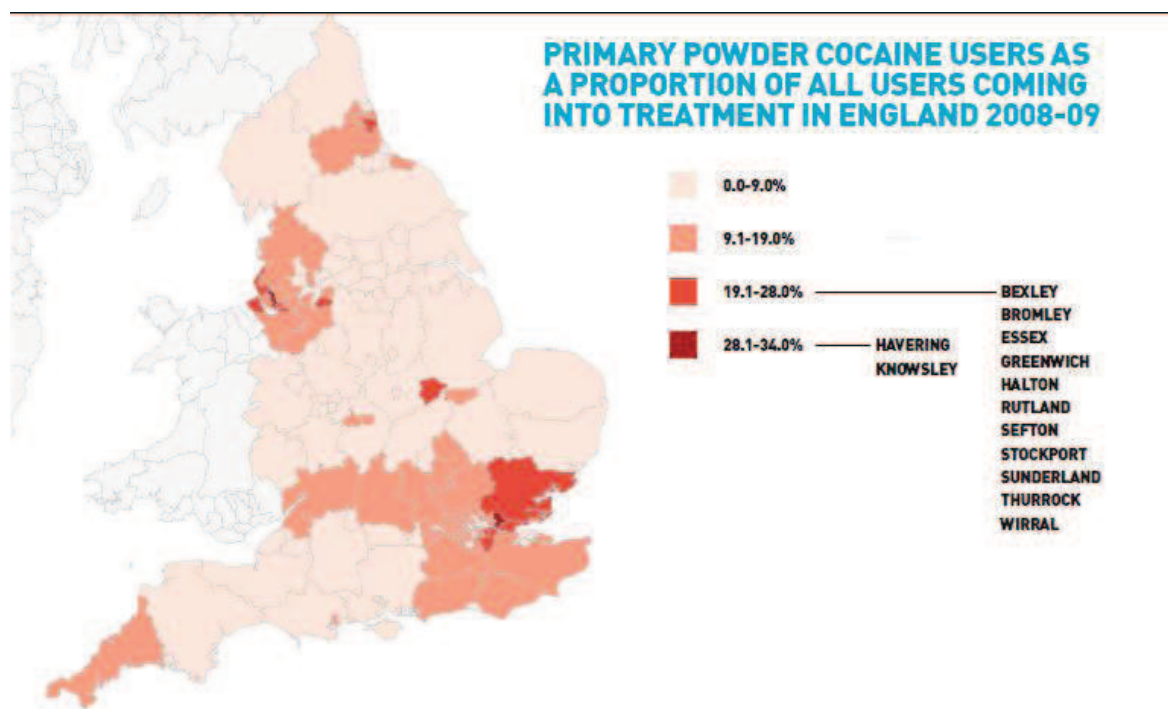 PRIMARY POWDER COCAINE USERS AS
A PROPORTION OF ALL USERS COMING
INTO TREATMENT IN ENGLAND 2008-09
0.0-9.0%
9.1-19.0%
19.1-28.0%
BEXLEY
BROMLEY
ESSEX
GREENWICH
HALTON
RUTLAND
SEFTON
STOCKPORT
SUNDERLAND
THURROCK
WIRRAL
28.1-34.0%
HAVERING
KNOWSLEY